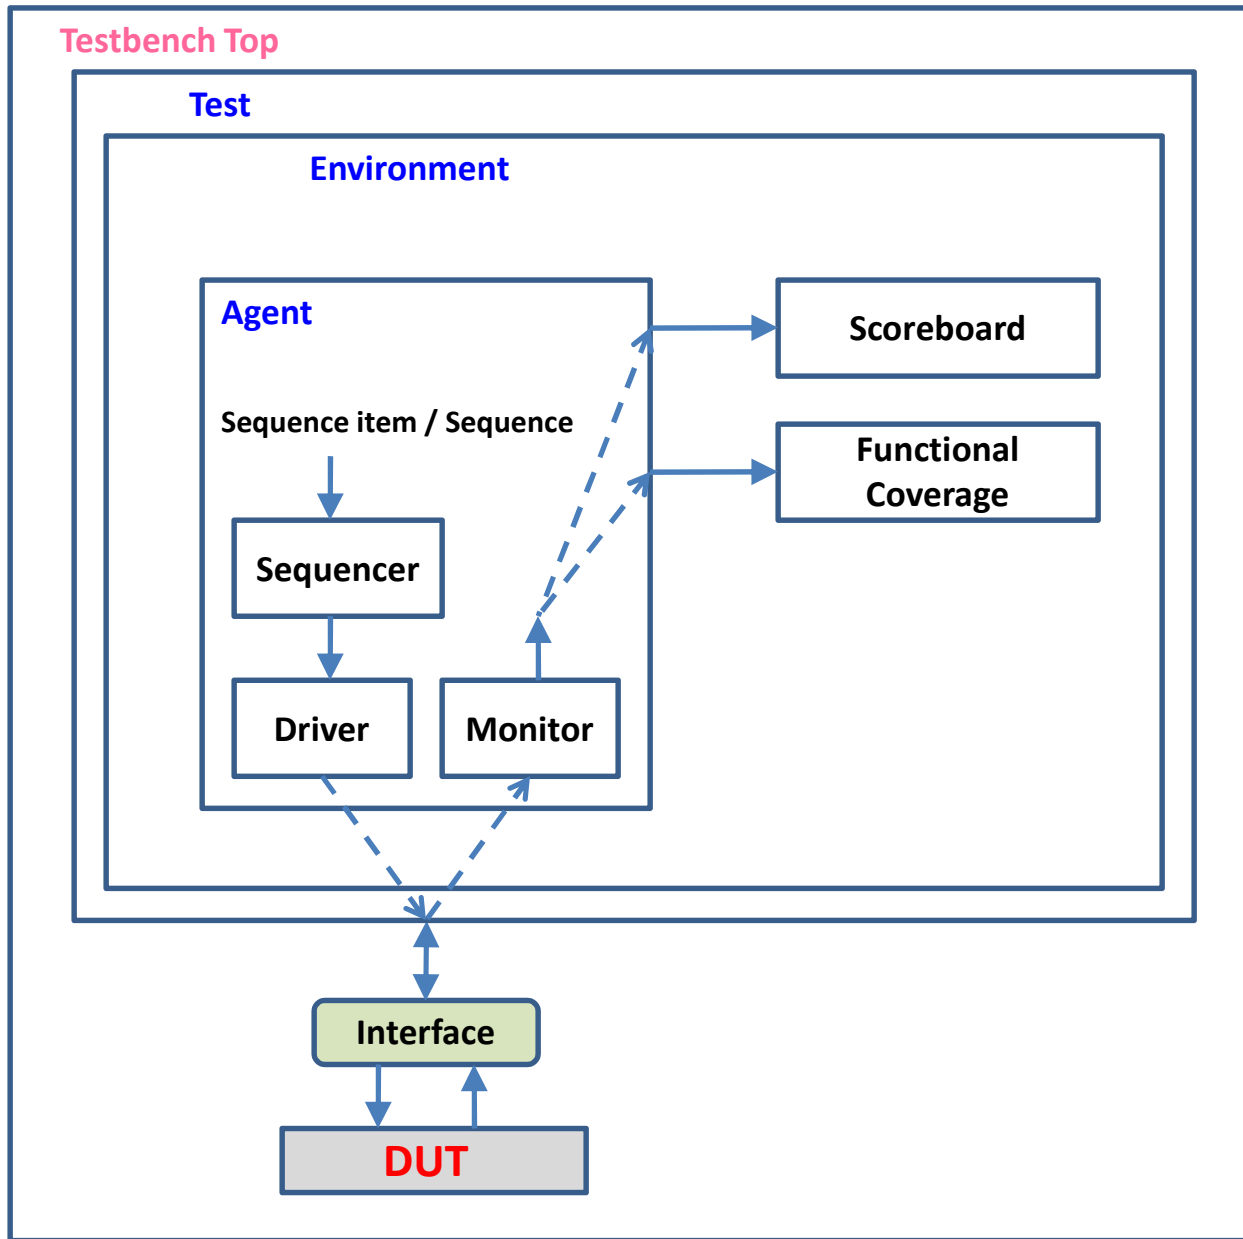 Testbench Top
Test
Environment
Agent
Scoreboard
Sequence item / Sequence
Functional
Coverage
Sequencer
Driver
Monitor
Interface
DUT